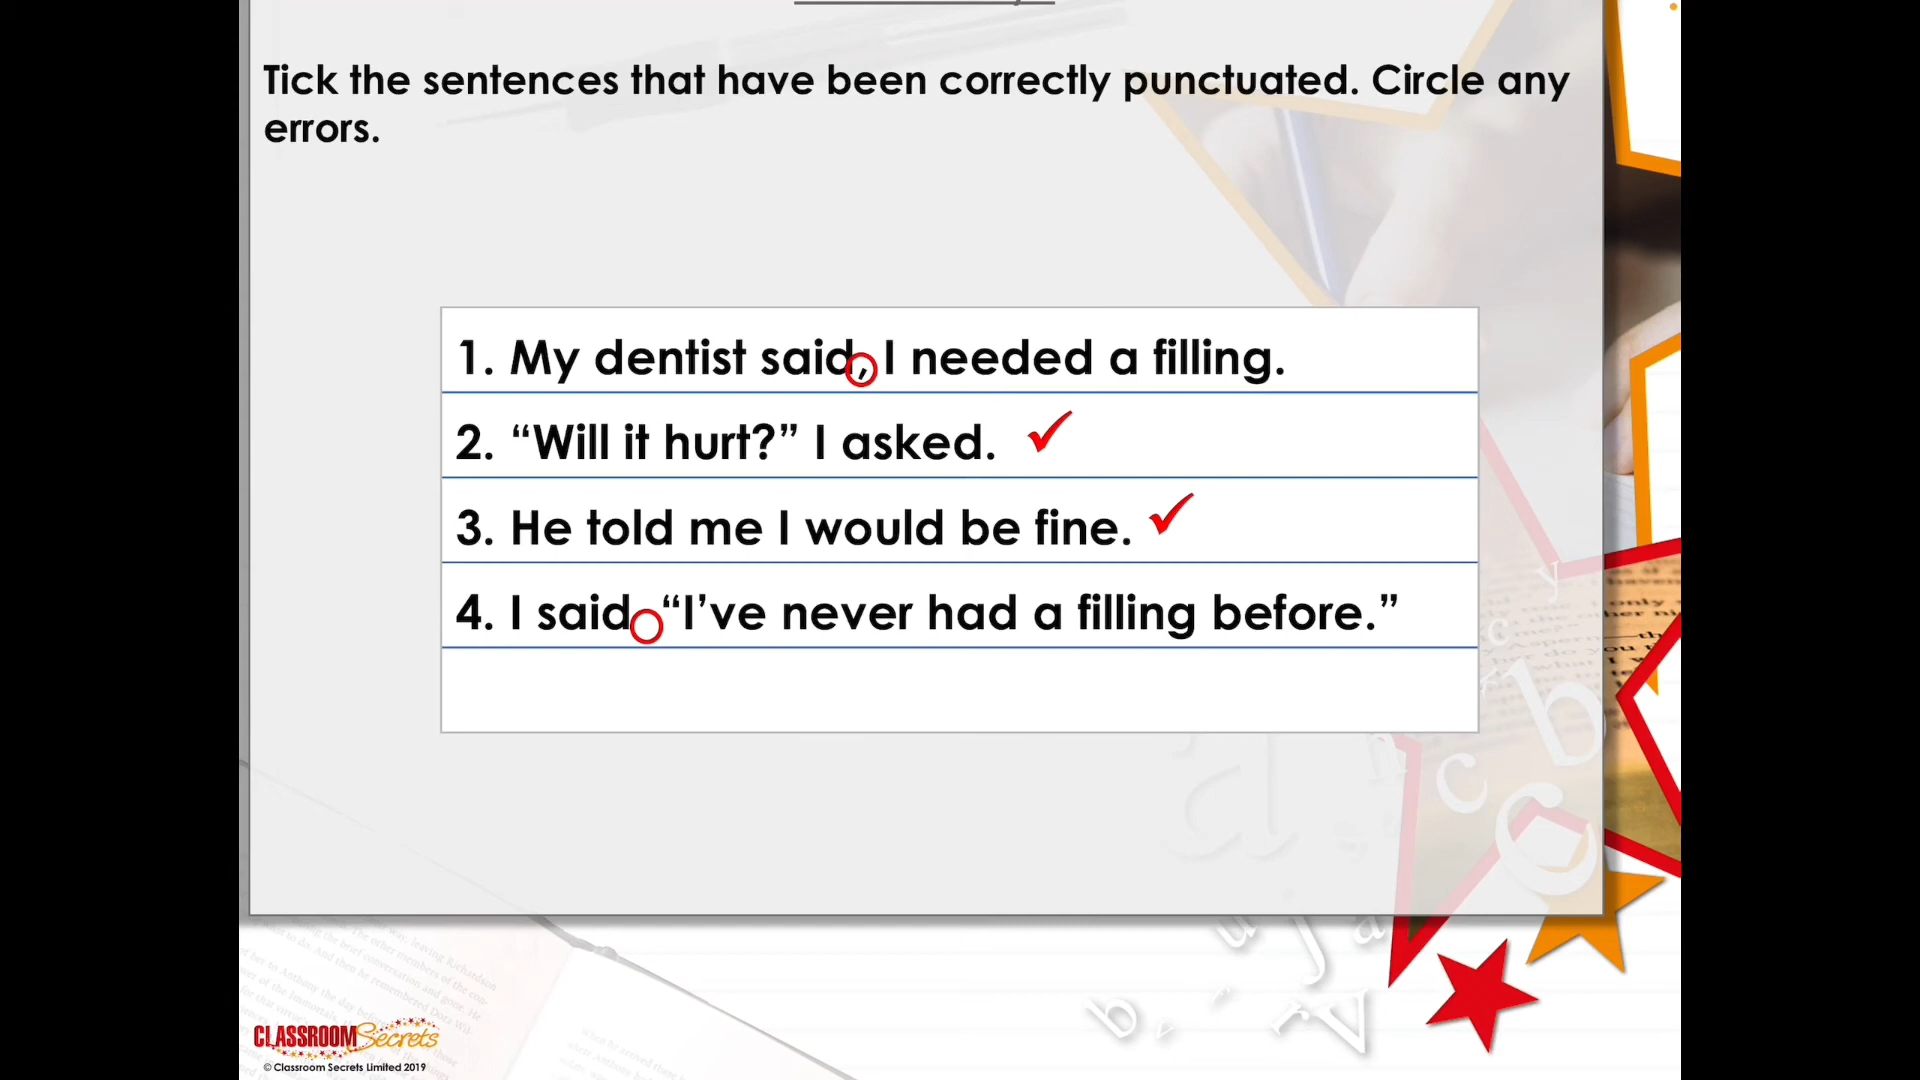 Tick the sentences that have been correctly punctuated. Circle any
errors.
1. My dentist said, I needed a filling.
2. “Will it hurt?” I asked.
3. He told me I would be fine.
4. I said “I’ve never had a filling before.”
CLASSROOM Secrets
© Classroom Secrets Limited 2019